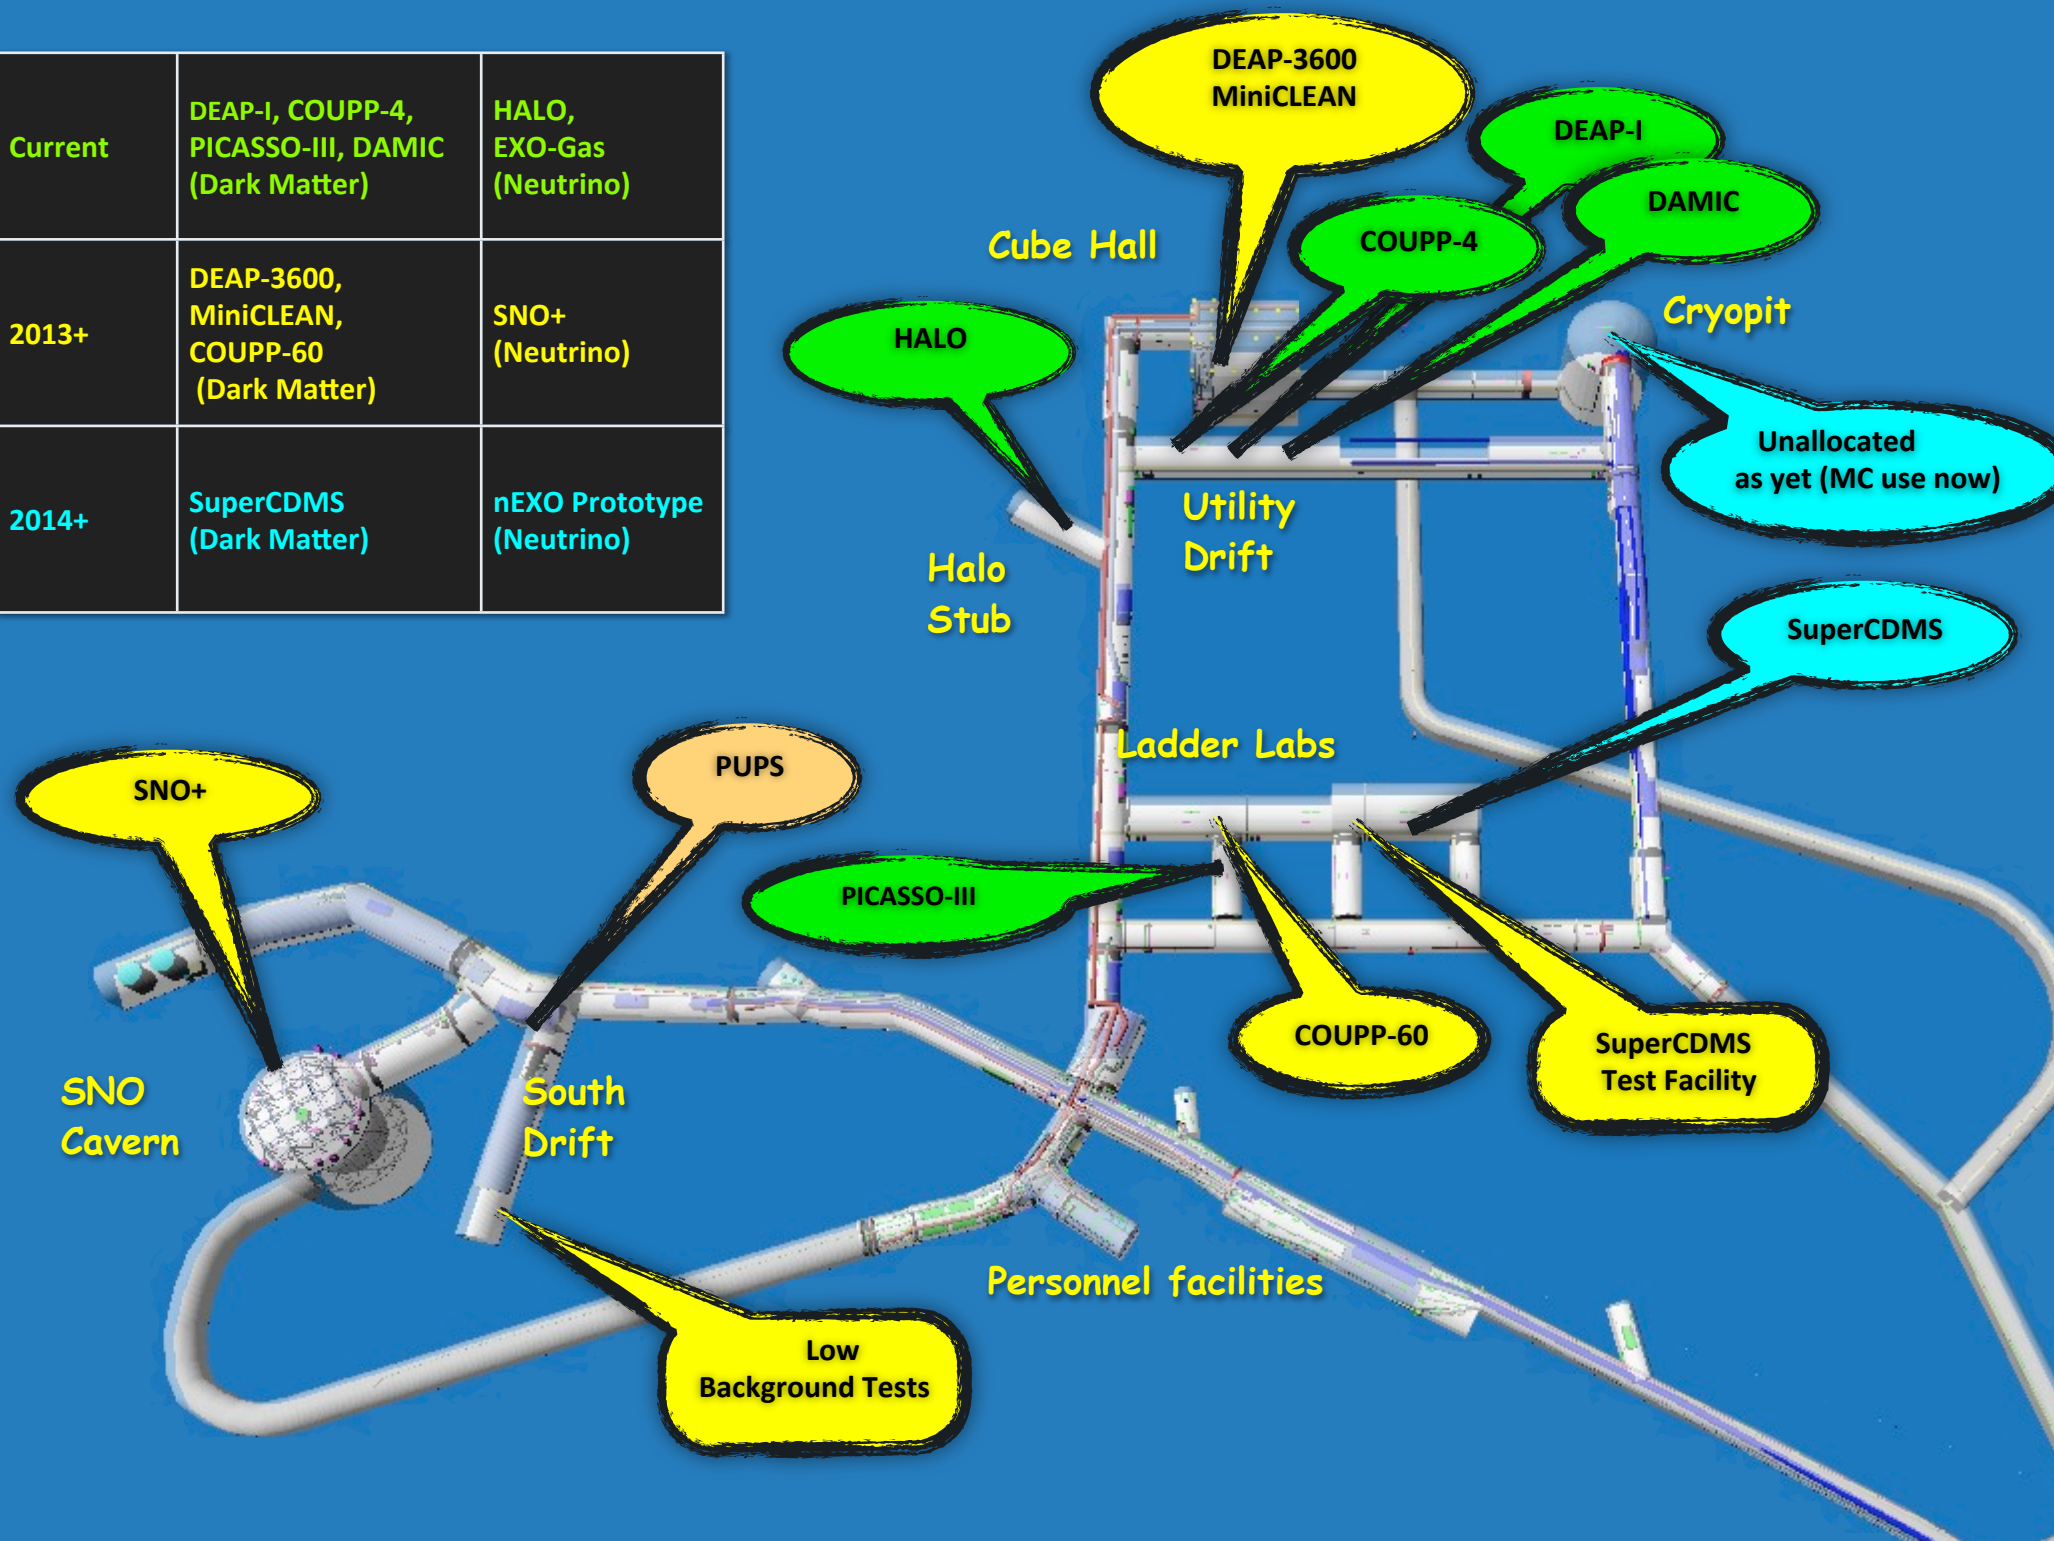 Current
DEAP-I, COUPP-4,
PICASSO-III, DAMIC
(Dark Matter)
HALO,
EXO-Gas
(Neutrino)
2013+
DEAP-3600,
MiniCLEAN,
COUPP-60
(Dark Matter)
SNO+
(Neutrino)
2014+
SuperCDMS
(Dark Matter)
nEXO Prototype
(Neutrino)
DEAP-3600
MiniCLEAN
DEAP-I
DAMIC
COUPP-4
Cube Hall
HALO
Cryopit
Unallocated
as yet (MC use now)
Utility
Drift
Halo
Stub
SuperCDMS
Ladder Labs
PUPS
SNO+
PICASSO-III
COUPP-60
SuperCDMS
Test Facility
SNO
Cavern
South
Drift
Personnel facilities
Low
Background Tests